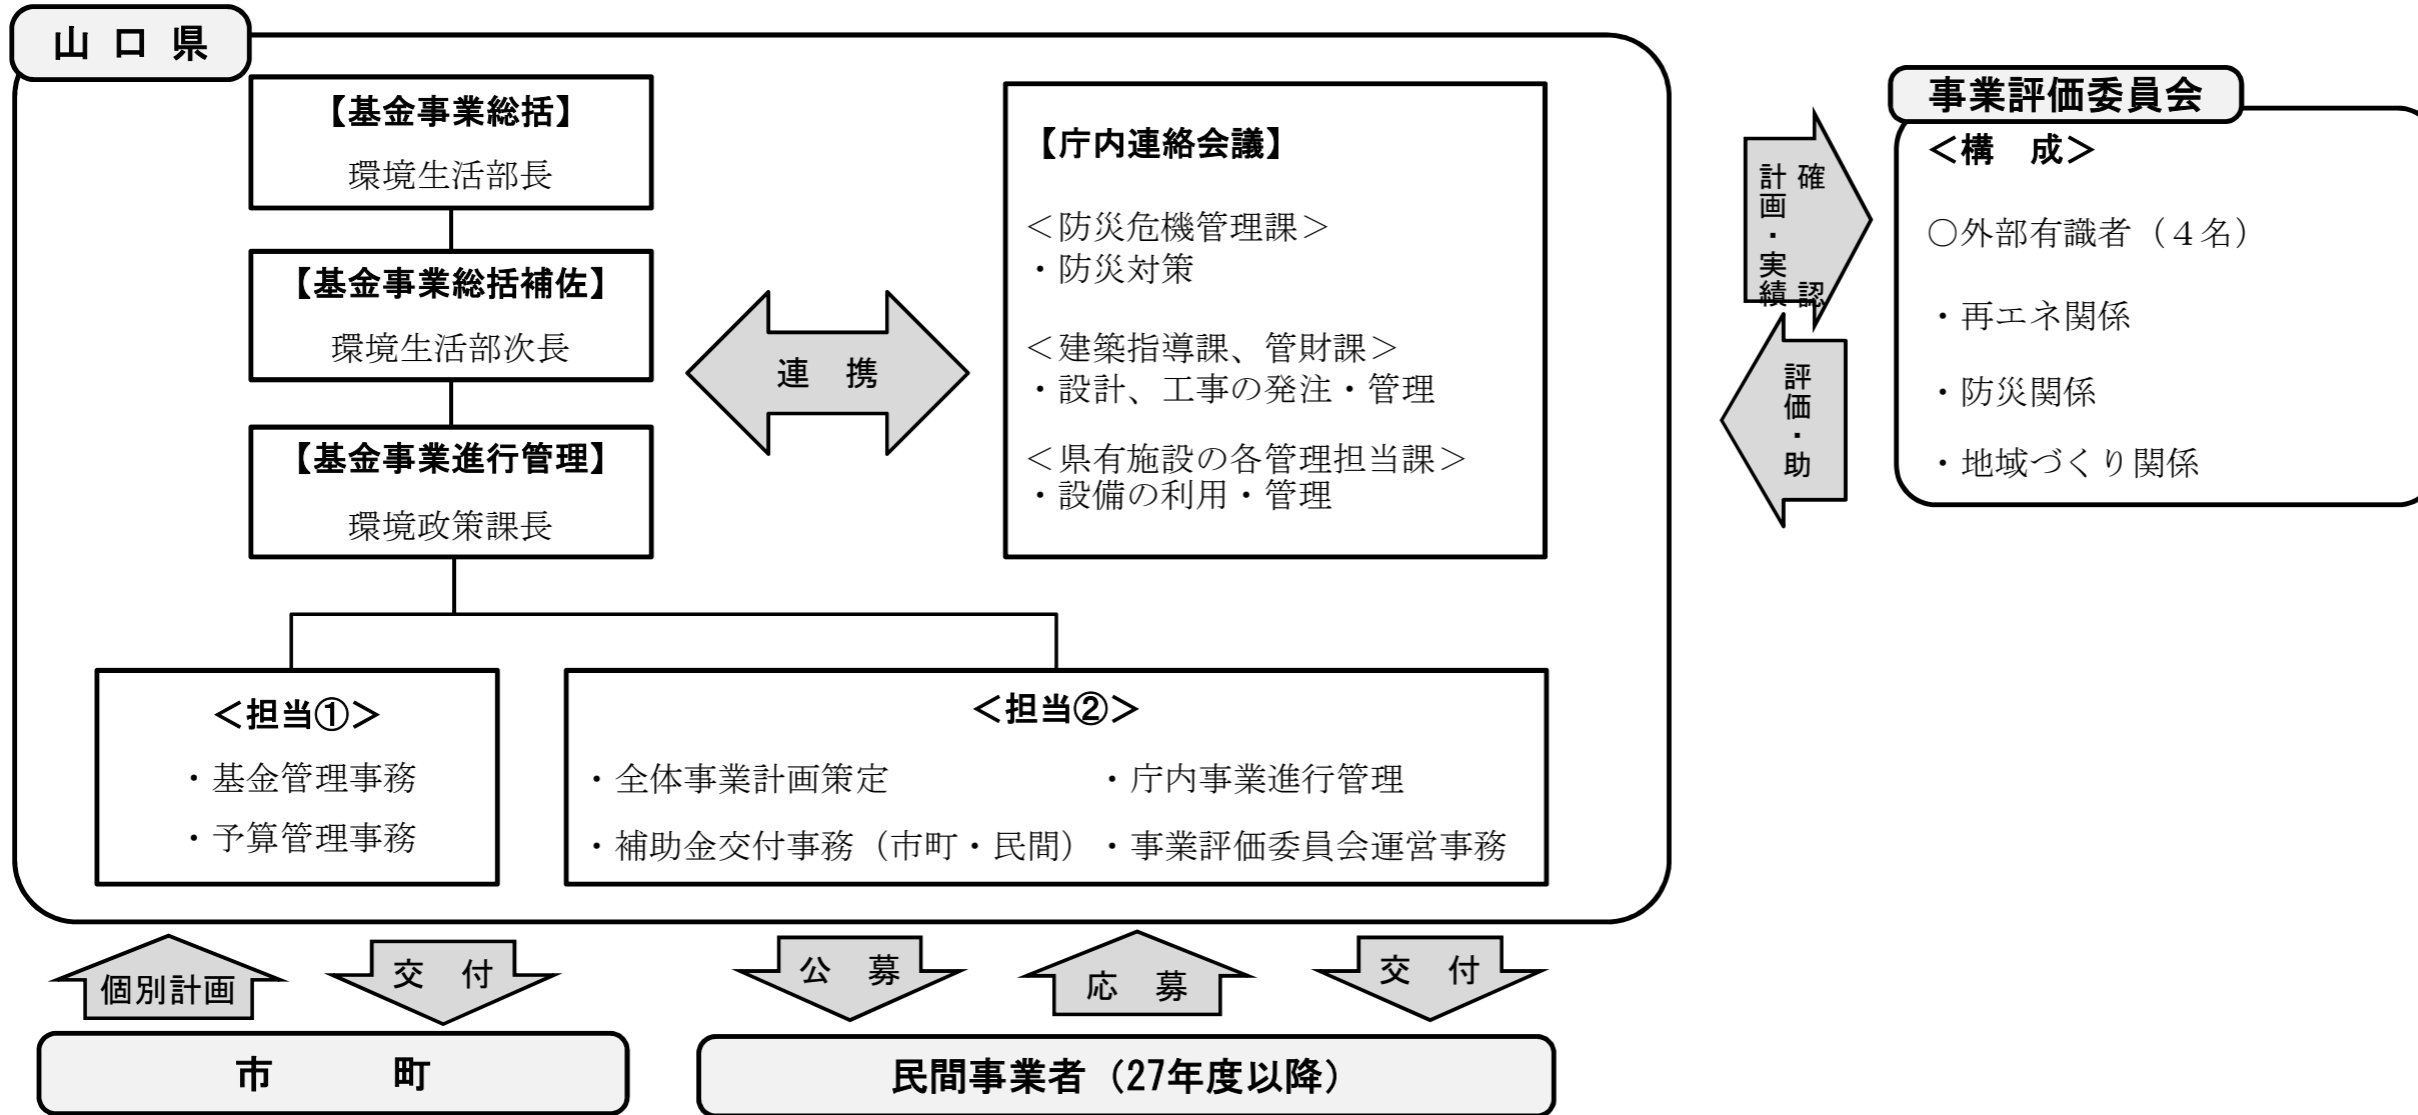 山口県
【基金事業総括】
環境生活部長
【基金事業総括補佐】
環境生活部次長
【基金事業進行管理】
環境政策課長
連 携
【庁内連絡会議】
＜防災危機管理課＞
・防災対策
＜建築指導課、管財課＞
・設計、工事の発注・管理
＜県有施設の各管理担当課＞
・設備の利用・管理
＜担当①＞
・基金管理事務
・予算管理事務
＜担当②＞
・全体事業計画策定
・庁内事業進行管理
・補助金交付事務（市町・民間）
・事業評価委員会運営事務
計画・実績
確 認
評価・助
事業評価委員会
＜構 成＞
○外部有識者（４名）
・再エネ関係
・防災関係
・地域づくり関係
個別計画
交 付
公 募
応 募
交 付
市 町
民間事業者（27年度以降）